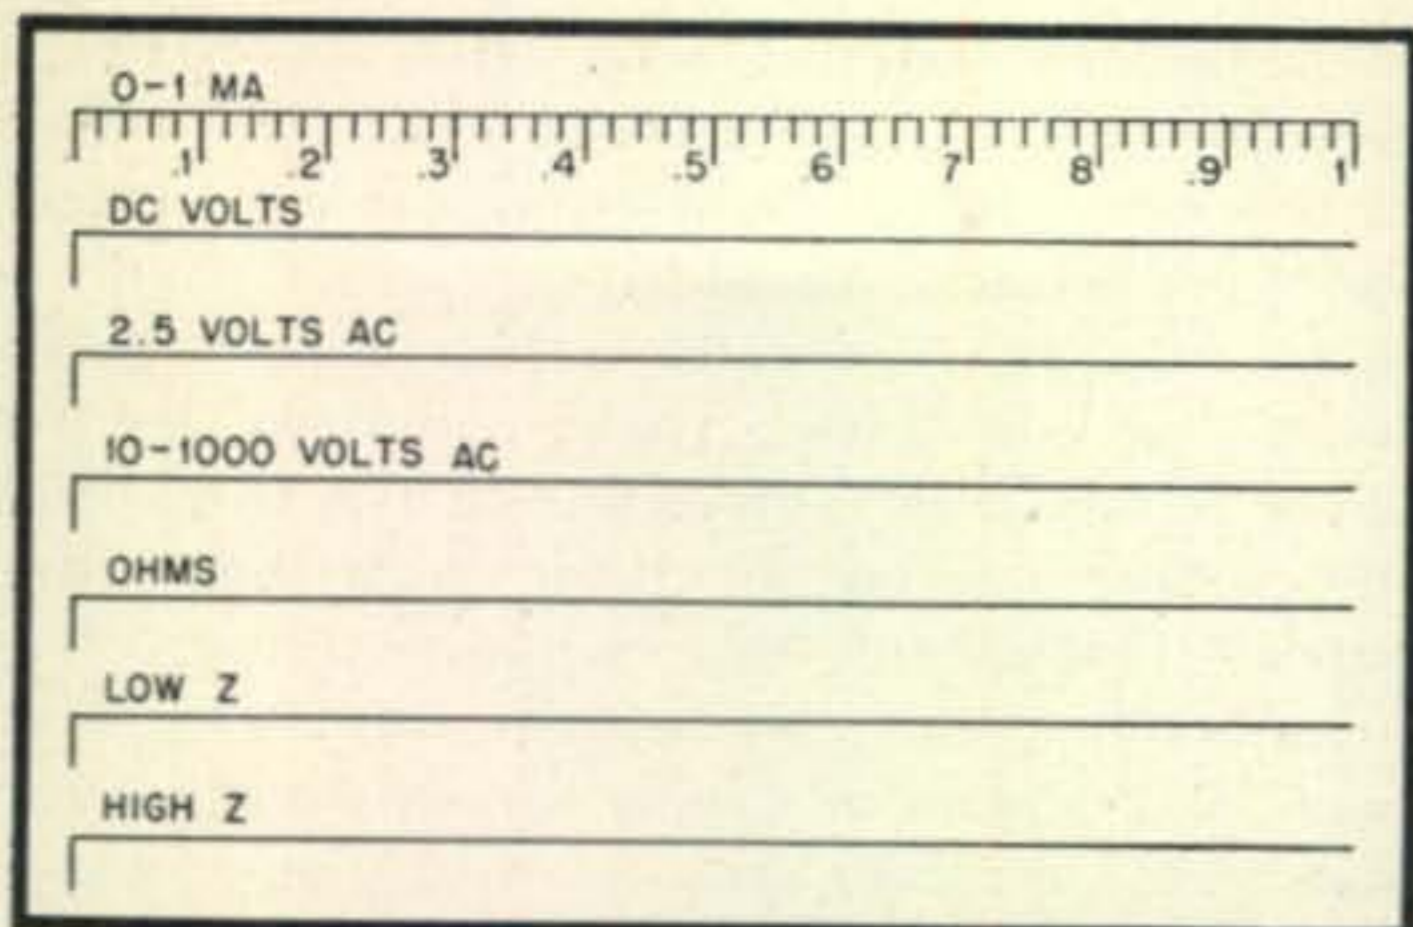 0-1 MA
.1 .2 .3 .4 .5 .6 7 8 .9 1
DC VOLTS
2.5 VOLTS AC
10-1000 VOLTS AC
OHMS
LOW Z
HIGH Z